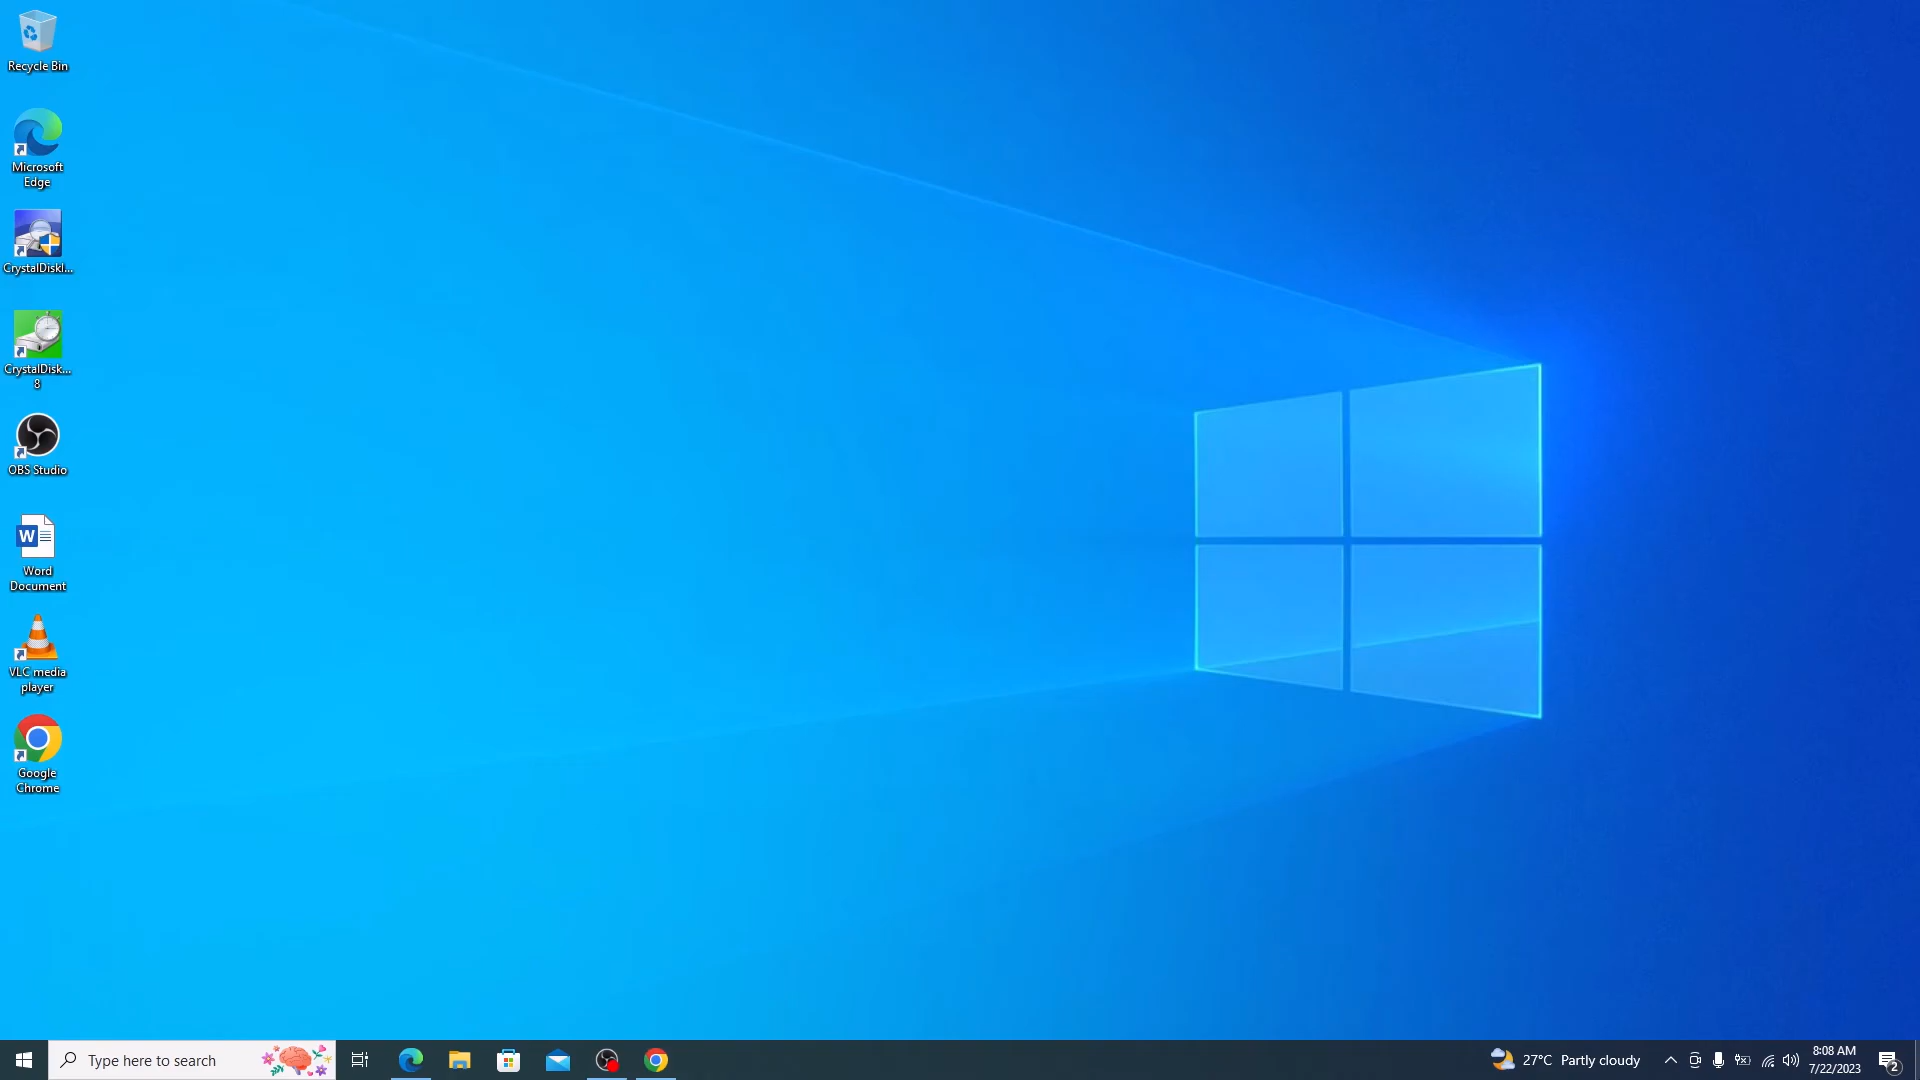 Recycle Bin
Microsoft
Edge
CrystalDiskI...
CrystalDisk...
8
OBS Studio
W
Word
Document
VLC media
player
Google
Chrome
Type here to search
27°C Partly cloudy
8:08 AM
7/22/2023
2